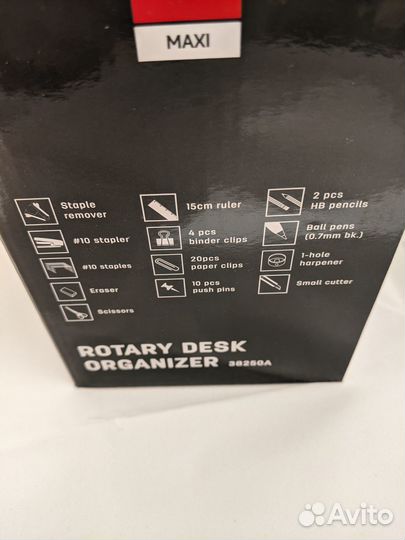 MAXI
Staple
remover
#10 stapler
#10 staples
Eraser
Scissors
15cm ruler
4 pcs
binder clips
20pcs
paper clips
10 pcs
push pins
2 pcs
HB pencils
Ball pens
(0.7mm bk.)
1-hole
harpener
Small cutter
ROTARY DESK
ORGANIZER 38250A
Avito